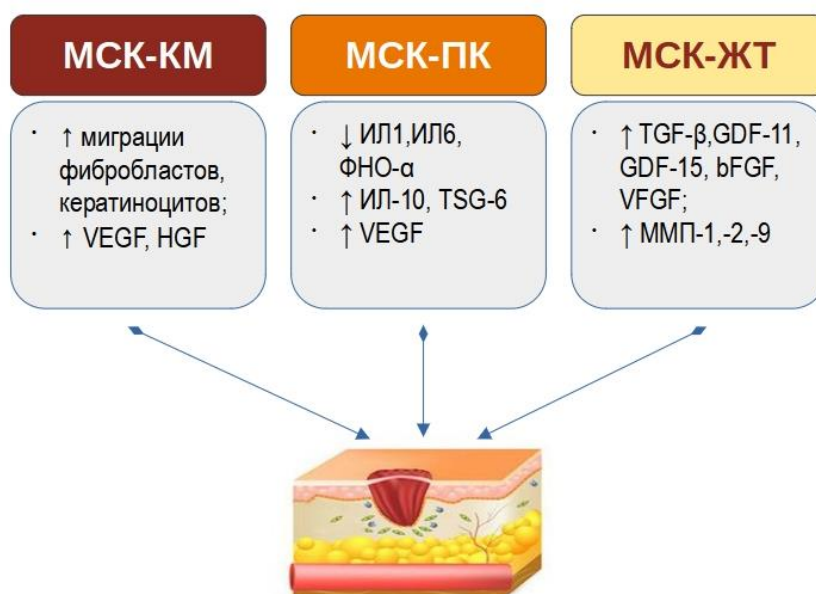 МСК-КМ
· ↑ миграции
фибробластов,
кератиноцитов;
· ↑ VEGF, HGF
МСК-ПК
· ↓ ИЛ1,ИЛ6,
ФНО-α
· ↑ ИЛ-10, TSG-6
· ↑ VEGF
МСК-ЖТ
· ↑ TGF-β,GDF-11,
GDF-15, bFGF,
VFGF;
· ↑ ММП-1,-2,-9